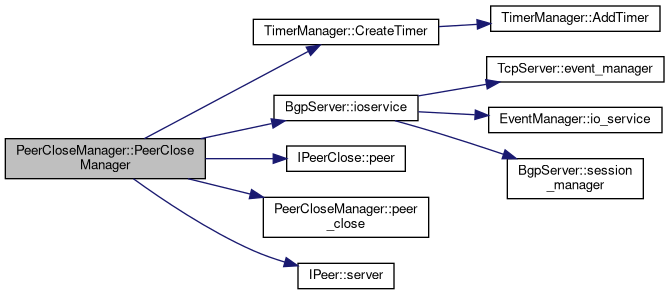 PeerCloseManager::PeerClose
Manager
TimerManager::CreateTimer
TimerManager::AddTimer
BgpServer::ioservice
TcpServer::event_manager
EventManager::io_service
BgpServer::session
_manager
IPeerClose::peer
PeerCloseManager::peer
_close
IPeer::server